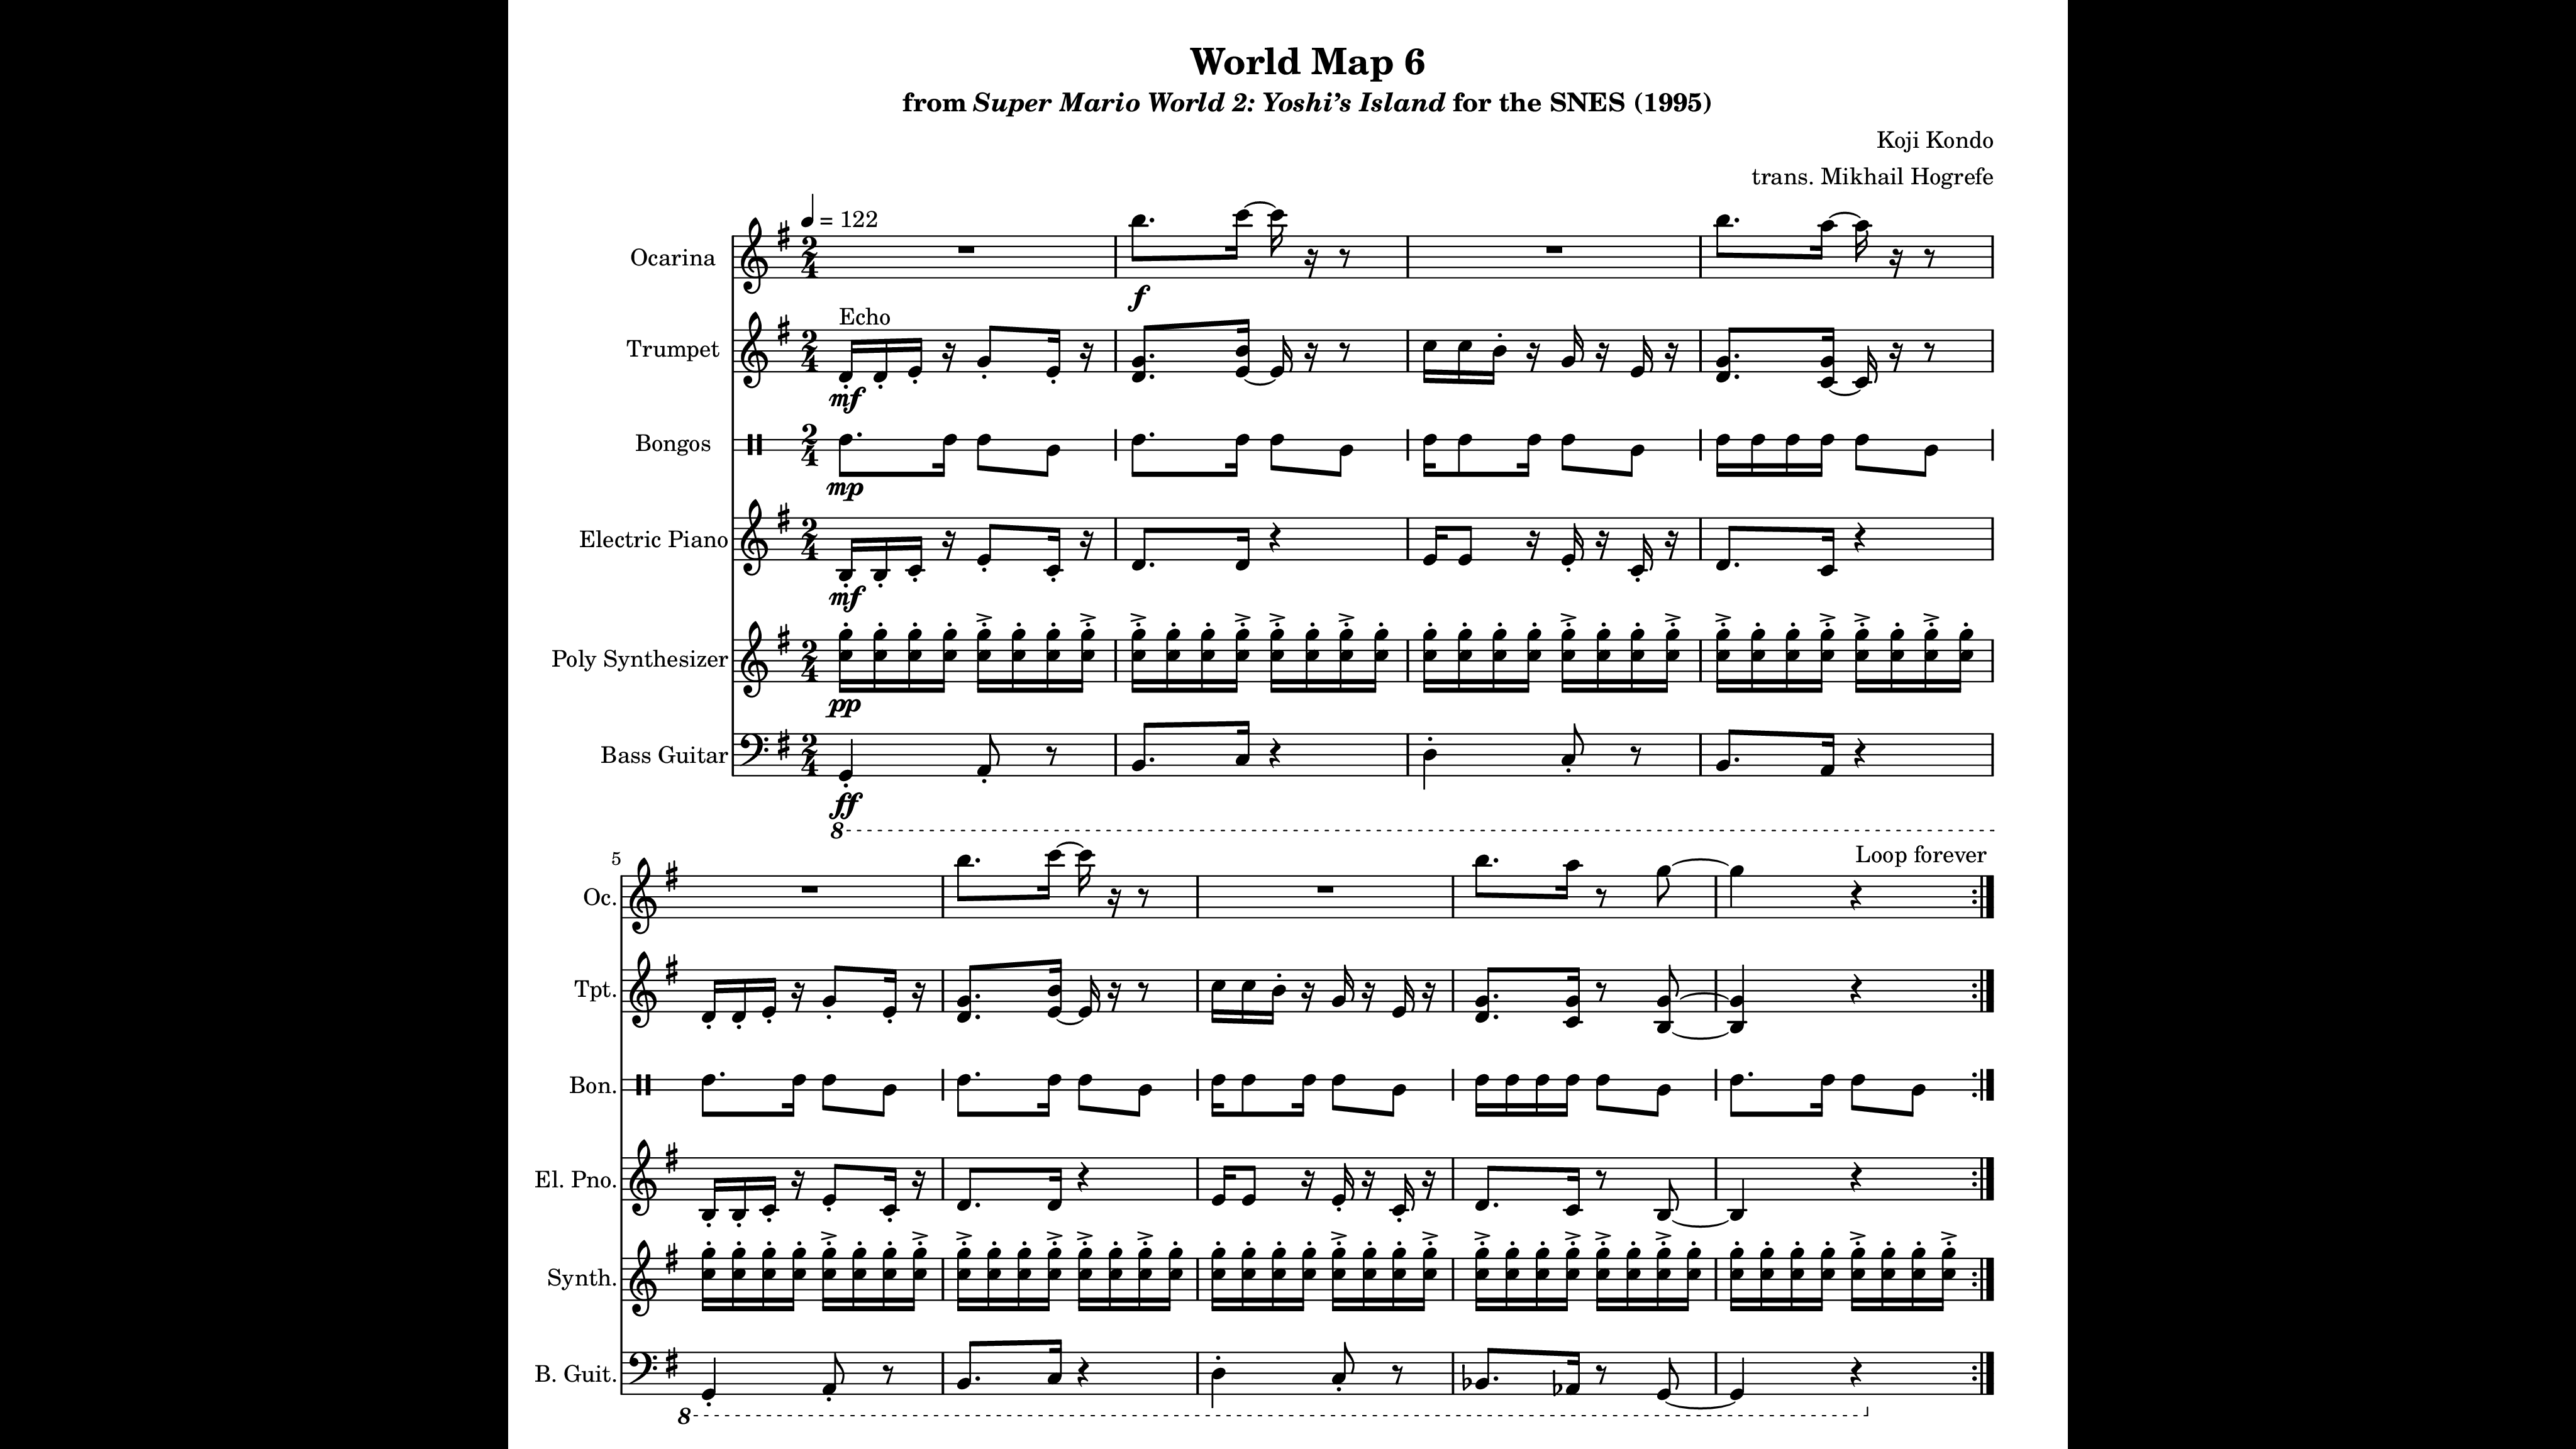 World Map 6
from Super Mario World 2: Yoshi’s Island for the SNES (1995)
Koji Kondo
trans. Mikhail Hogrefe
= 122
Ocarina
f
Echo
Trumpet
mf
Bongos
mp
Electric Piano
mf
Poly Synthesizer
pp
Bass Guitar
ff
8
5
Loop forever
Oc.
Tpt.
Bon.
El. Pno.
Synth.
B. Guit.
8